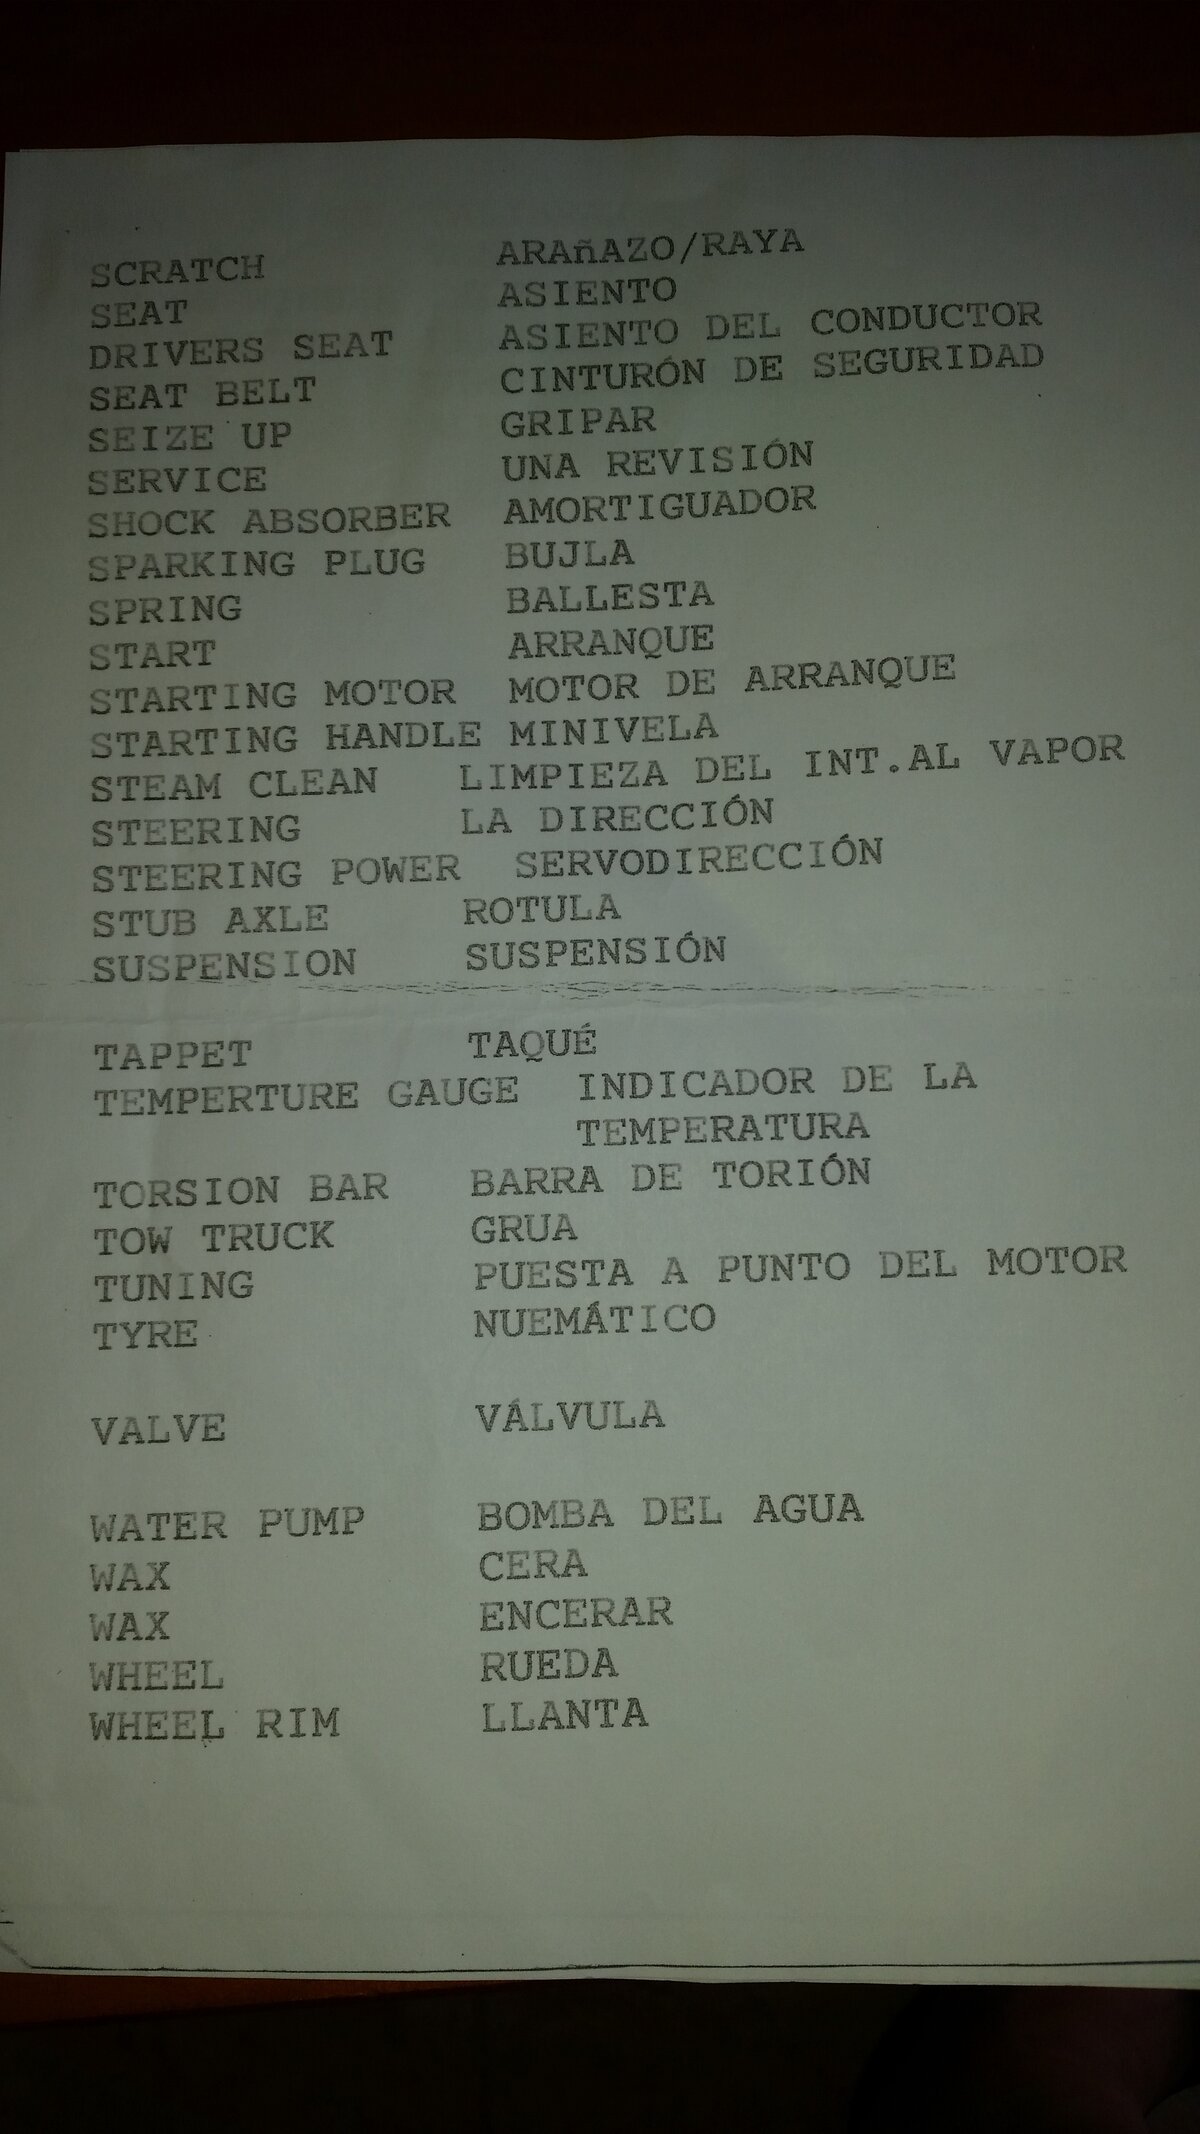 SCRATCH ARAñAZO/RAYA
SEAT ASIENTO
DRIVERS SEAT ASIENTO DEL CONDUCTOR
SEAT BELT CINTURÓN DE SEGURIDAD
SEIZE UP GRIPAR
SERVICE UNA REVISIÓN
SHOCK ABSORBER AMORTIGUADOR
SPARKING PLUG BUJLA
SPRING BALLESTA
START ARRANQUE
STARTING MOTOR MOTOR DE ARRANQUE
STARTING HANDLE MINIVELA
STEAM CLEAN LIMPIEZA DEL INT.AL VAPOR
STEERING LA DIRECCIÓN
STEERING POWER SERVODIRECCIÓN
STUB AXLE ROTULA
SUSPENSION SUSPENSIÓN
TAPPET TAQUÉ
TEMPERTURE GAUGE INDICADOR DE LA
TEMPERATURA
TORSION BAR BARRA DE TORIÓN
TOW TRUCK GRUA
TUNING PUESTA A PUNTO DEL MOTOR
TYRE NUEMÁTICO
VALVE VÁLVULA
WATER PUMP BOMBA DEL AGUA
WAX CERA
WAX ENCERAR
WHEEL RUEDA
WHEEL RIM LLANTA